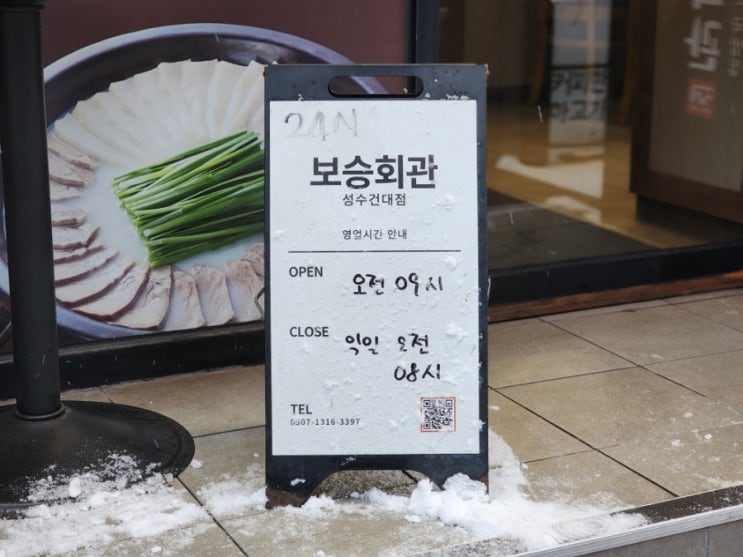 24시
보승회관
성수건대점
영업시간 안내
OPEN 오전 09시
CLOSE 익일 오전
08시
TEL
0507-1316-3397